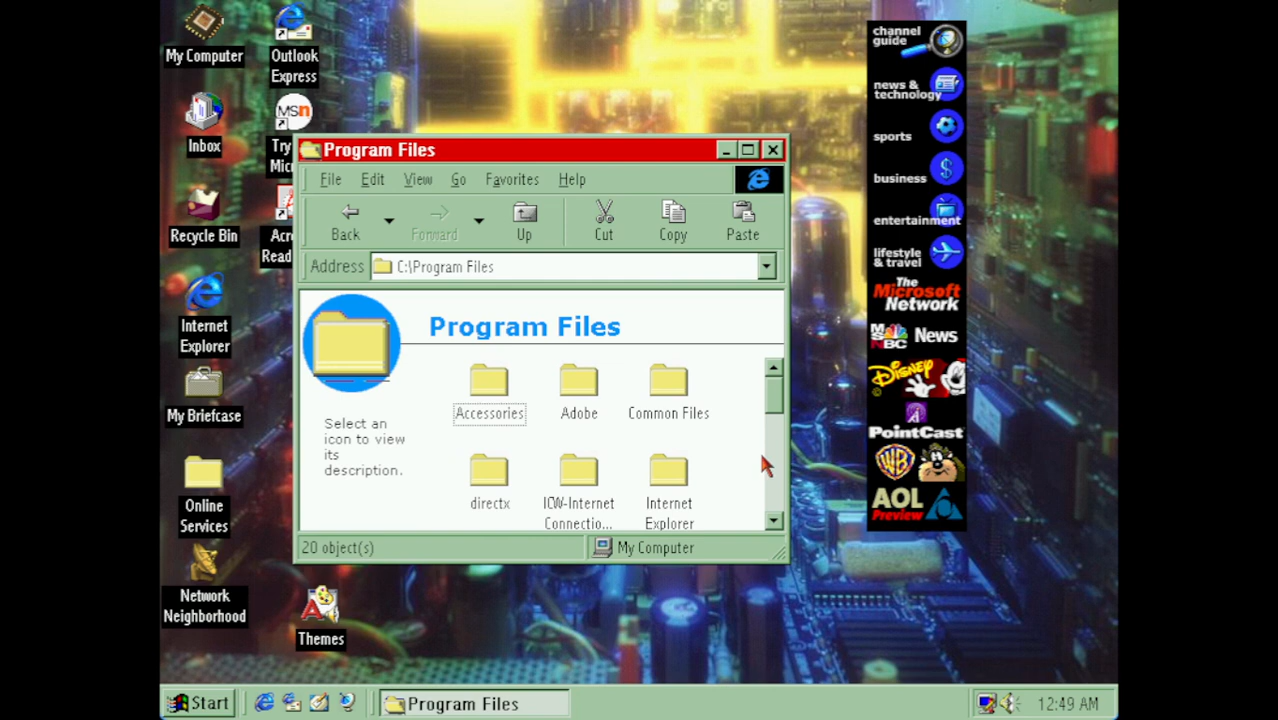 My Computer
Outlook
Express
Inbox
MSn
Try
Mic
Recycle Bin
Acro
Read
Internet
Explorer
My Briefcase
Online
Services
Network
Neighborhood
Themes
Program Files
File Edit View Go Favorites Help
Back Forward Up Cut Copy Paste
Address C:\Program Files
Program Files
Select an
icon to view
its
description.
Accessories Adobe Common Files
directx ICW-Internet Connectio... Internet Explorer
20 object(s) My Computer
channel
guide
news &
technology
sports
business
entertainment
lifestyle
& travel
The
Microsoft
Network
MSNBC News
DISNEY
PointCast
WB
AOL
Preview
Start Program Files 12:49 AM